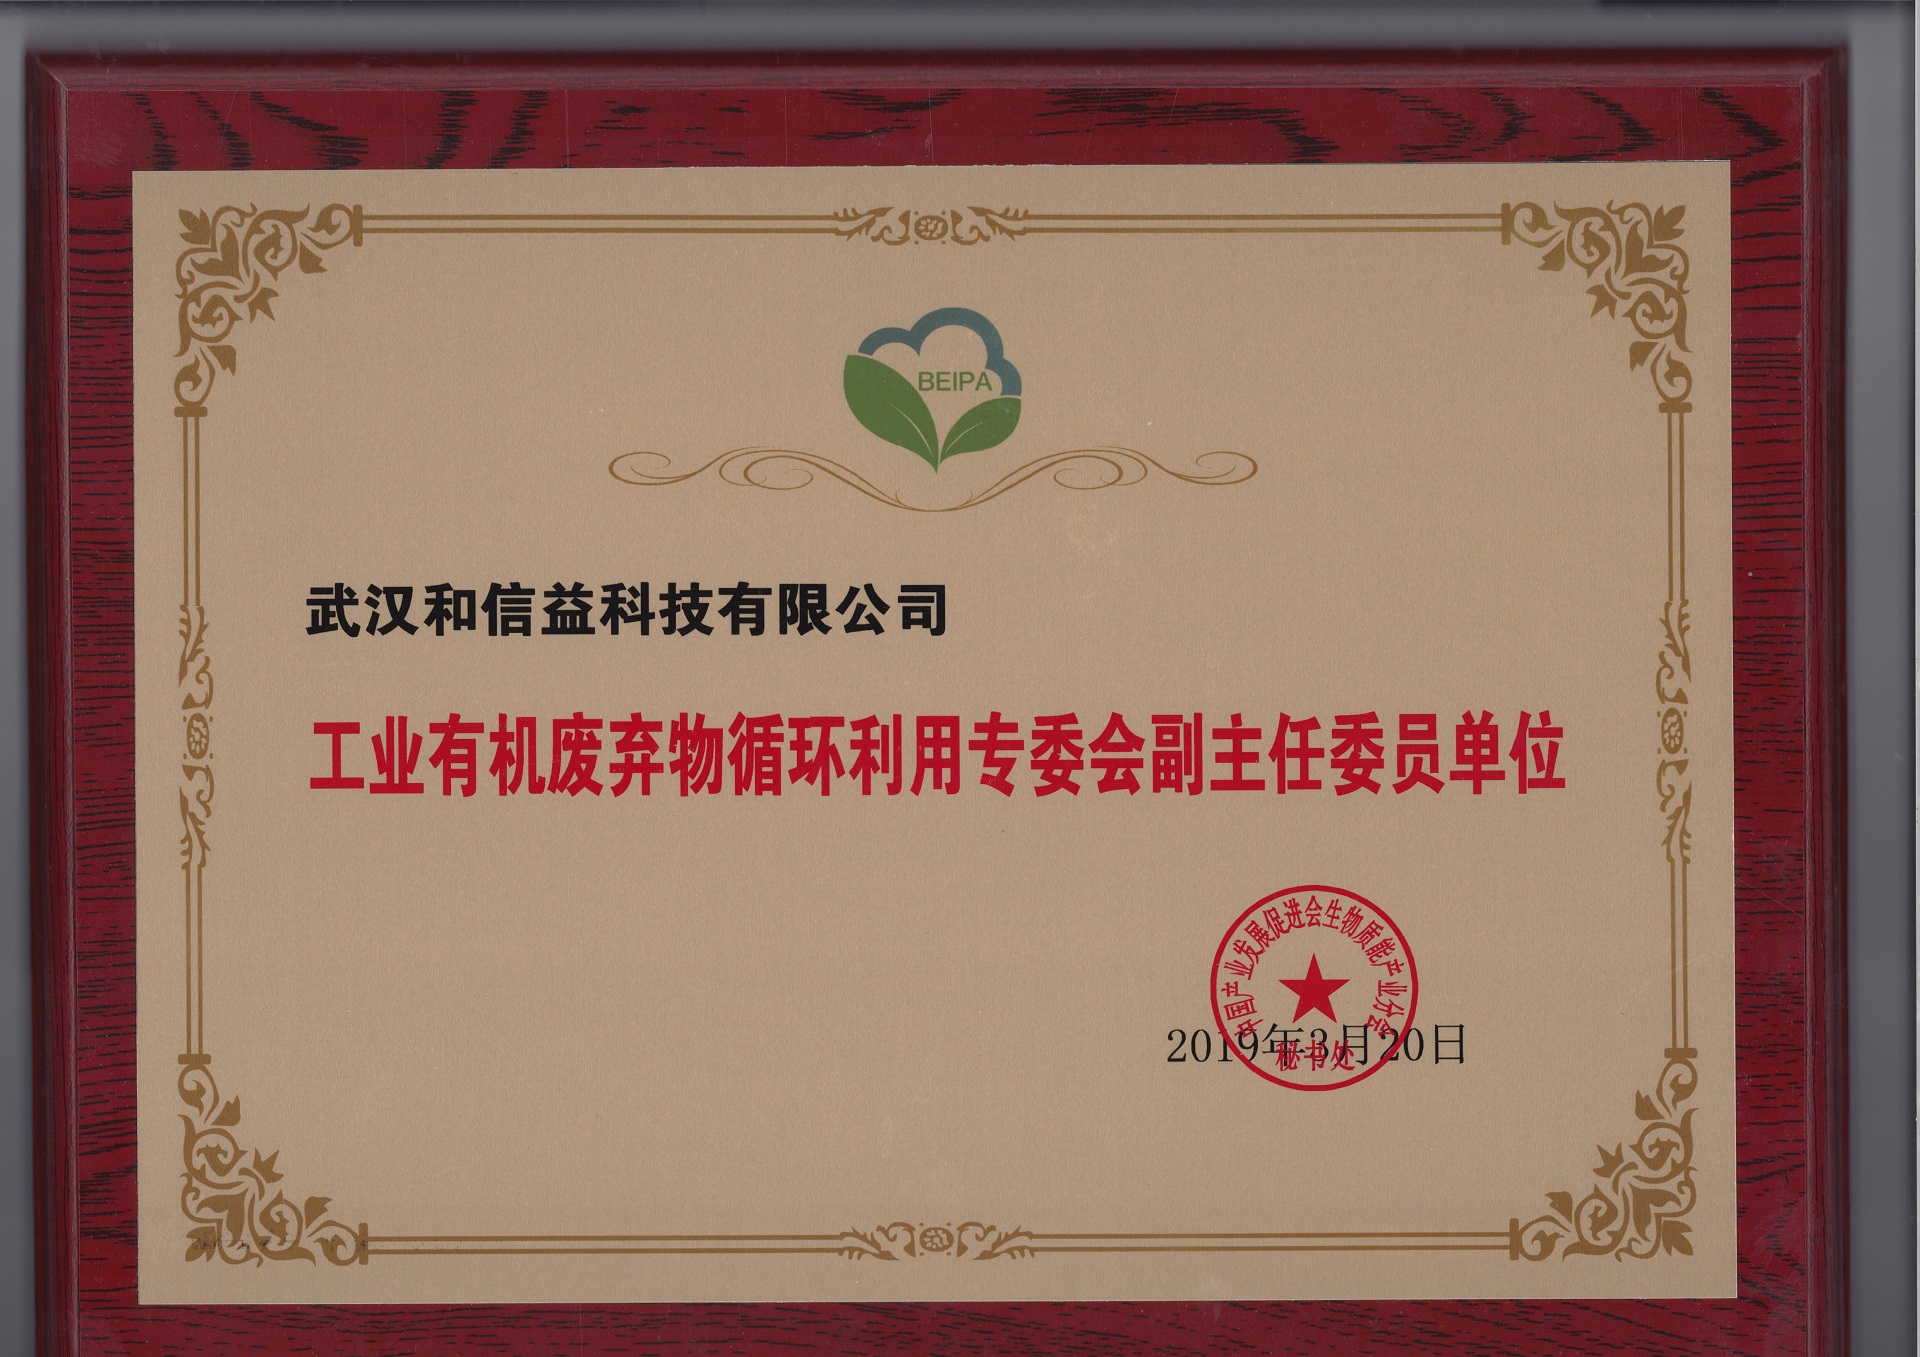 BEIPA
武汉和信益科技有限公司
工业有机废弃物循环利用专委会副主任委员单位
中国产业发展促进会生物质能产业分会
2019年3月20日
秘书处